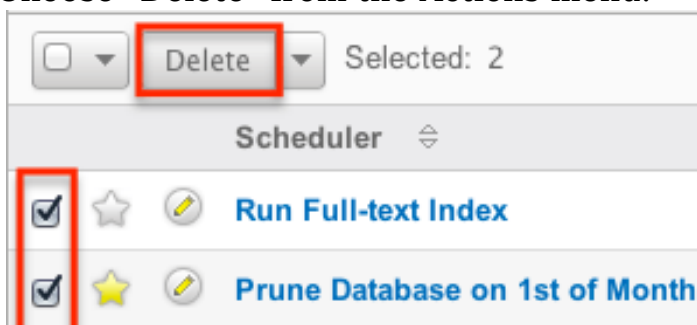 Choose "Delete" from the Actions menu.
Delete Selected: 2
Scheduler
Run Full-text Index
Prune Database on 1st of Month